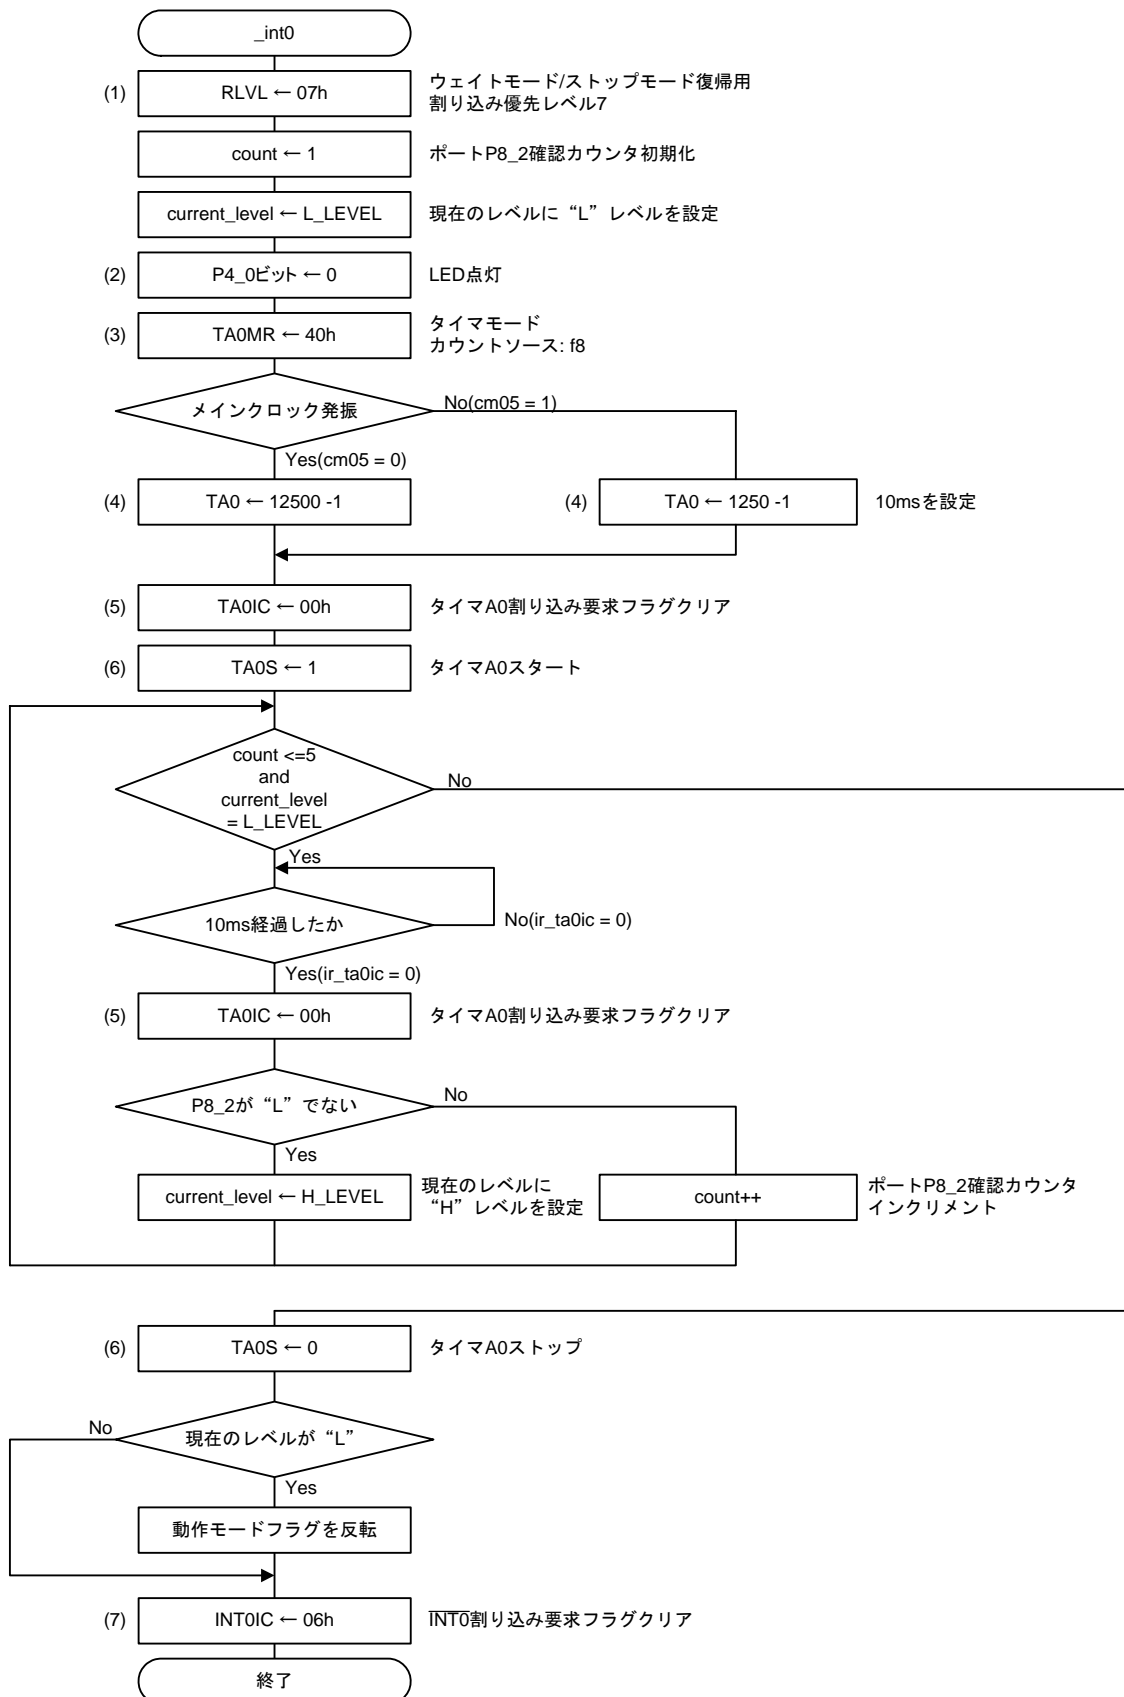 _int0
(1)
RLVL ← 07h
ウェイトモード/ストップモード復帰用
割り込み優先レベル7
count ← 1
ポートP8_2確認カウンタ初期化
current_level ← L_LEVEL
現在のレベルに“L”レベルを設定
(2)
P4_0ビット ← 0
LED点灯
(3)
TA0MR ← 40h
タイマモード
カウントソース: f8
メインクロック発振
No(cm05 = 1)
Yes(cm05 = 0)
(4)
TA0 ← 12500 -1
(4)
TA0 ← 1250 -1
10msを設定
(5)
TA0IC ← 00h
タイマA0割り込み要求フラグクリア
(6)
TA0S ← 1
タイマA0スタート
count <=5
and
current_level
= L_LEVEL
No
Yes
10ms経過したか
No(ir_ta0ic = 0)
Yes(ir_ta0ic = 0)
(5)
TA0IC ← 00h
タイマA0割り込み要求フラグクリア
P8_2が“L”でない
No
Yes
current_level ← H_LEVEL
現在のレベルに
“H”レベルを設定
count++
ポートP8_2確認カウンタ
インクリメント
(6)
TA0S ← 0
タイマA0ストップ
No
現在のレベルが“L”
Yes
動作モードフラグを反転
(7)
INT0IC ← 06h
INT0割り込み要求フラグクリア
終了